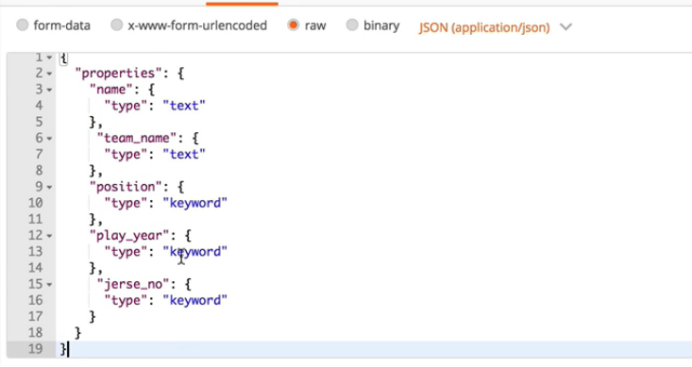 form-data x-www-form-urlencoded raw binary JSON (application/json)
1 {
2 "properties": {
3 "name": {
4 "type": "text"
5 },
6 "team_name": {
7 "type": "text"
8 },
9 "position": {
10 "type": "keyword"
11 },
12 "play_year": {
13 "type": "keyword"
14 },
15 "jerse_no": {
16 "type": "keyword"
17 }
18 }
19 }